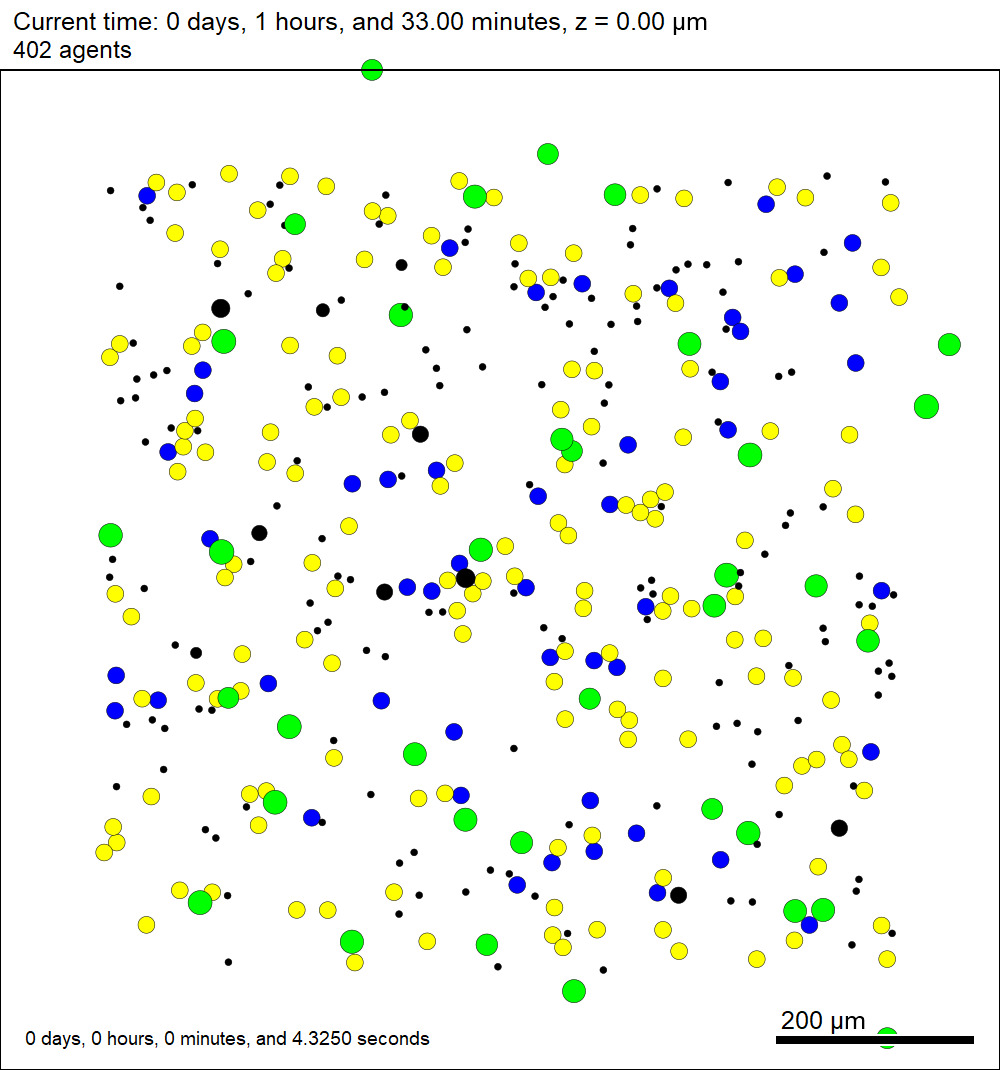 Current time: 0 days, 1 hours, and 33.00 minutes, z = 0.00 µm
402 agents
200 µm
0 days, 0 hours, 0 minutes, and 4.3250 seconds